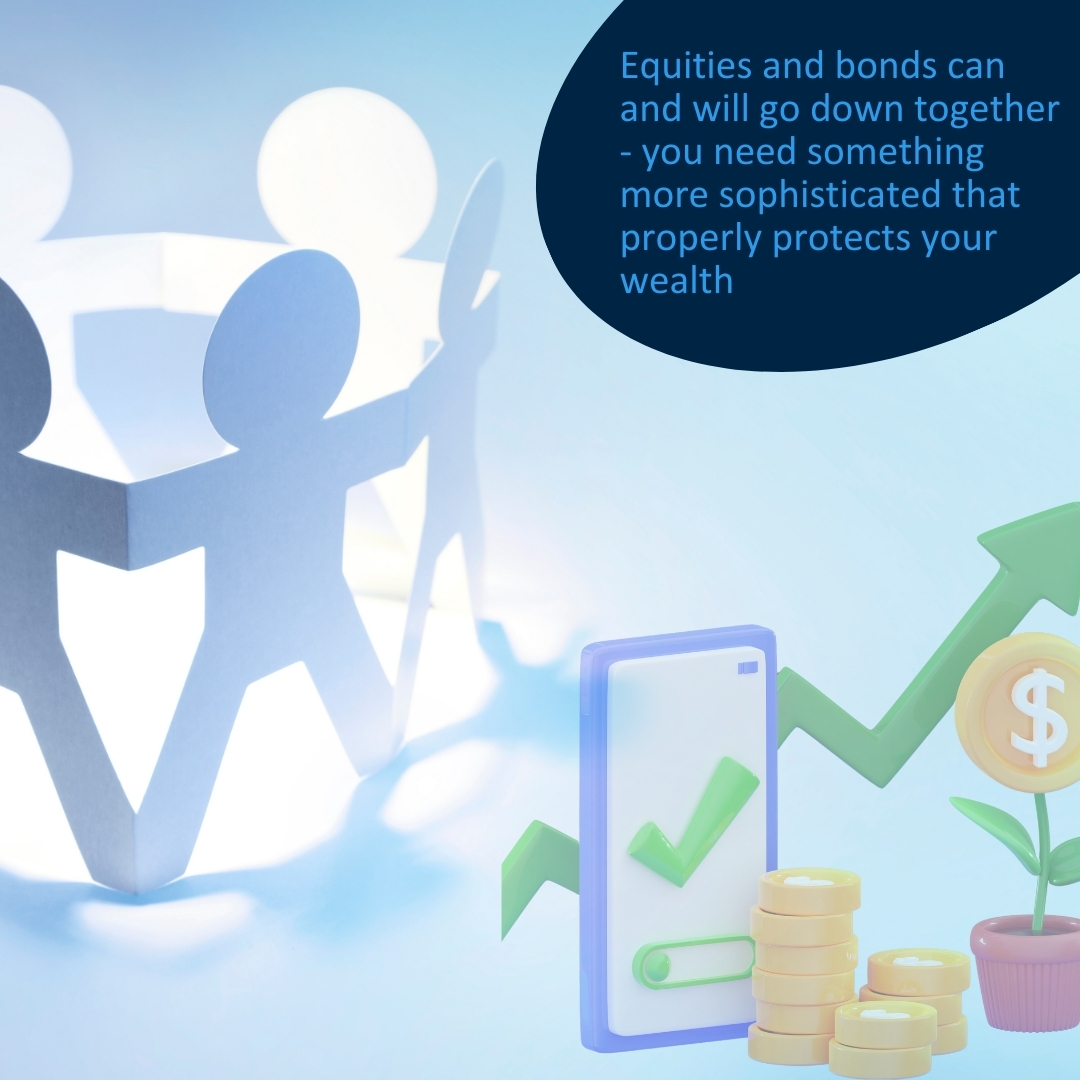 Equities and bonds can
and will go down together
- you need something
more sophisticated that
properly protects your
wealth
$